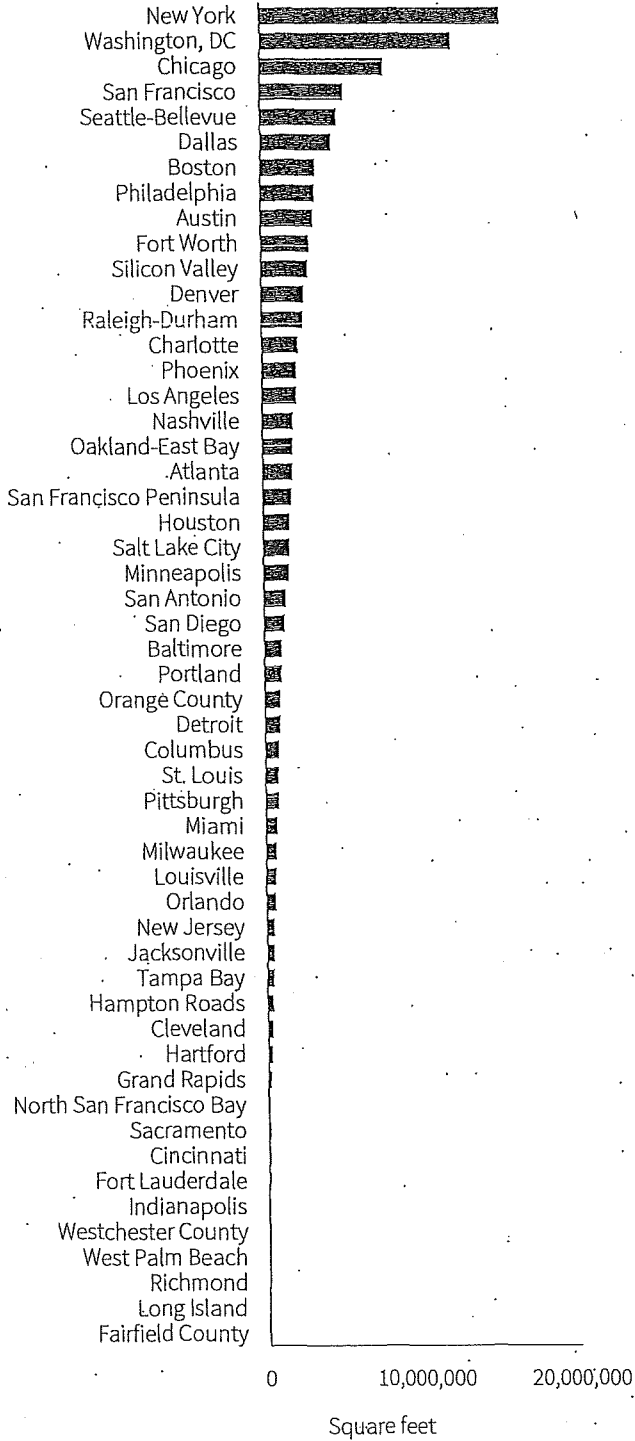 New York
Washington, DC
Chicago
San Francisco
Seattle-Bellevue
Dallas
Boston
Philadelphia
Austin
Fort Worth
Silicon Valley
Denver
Raleigh-Durham
Charlotte
Phoenix
Los Angeles
Nashville
Oakland-East Bay
Atlanta
San Francisco Peninsula
Houston
Salt Lake City
Minneapolis
San Antonio
San Diego
Baltimore
Portland
Orange County
Detroit
Columbus
St. Louis
Pittsburgh
Miami
Milwaukee
Louisville
Orlando
New Jersey
Jacksonville
Tampa Bay
Hampton Roads
Cleveland
Hartford
Grand Rapids
North San Francisco Bay
Sacramento
Cincinnati
Fort Lauderdale
Indianapolis
Westchester County
West Palm Beach
Richmond
Long Island
Fairfield County
0 10,000,000 20,000,000
Square feet